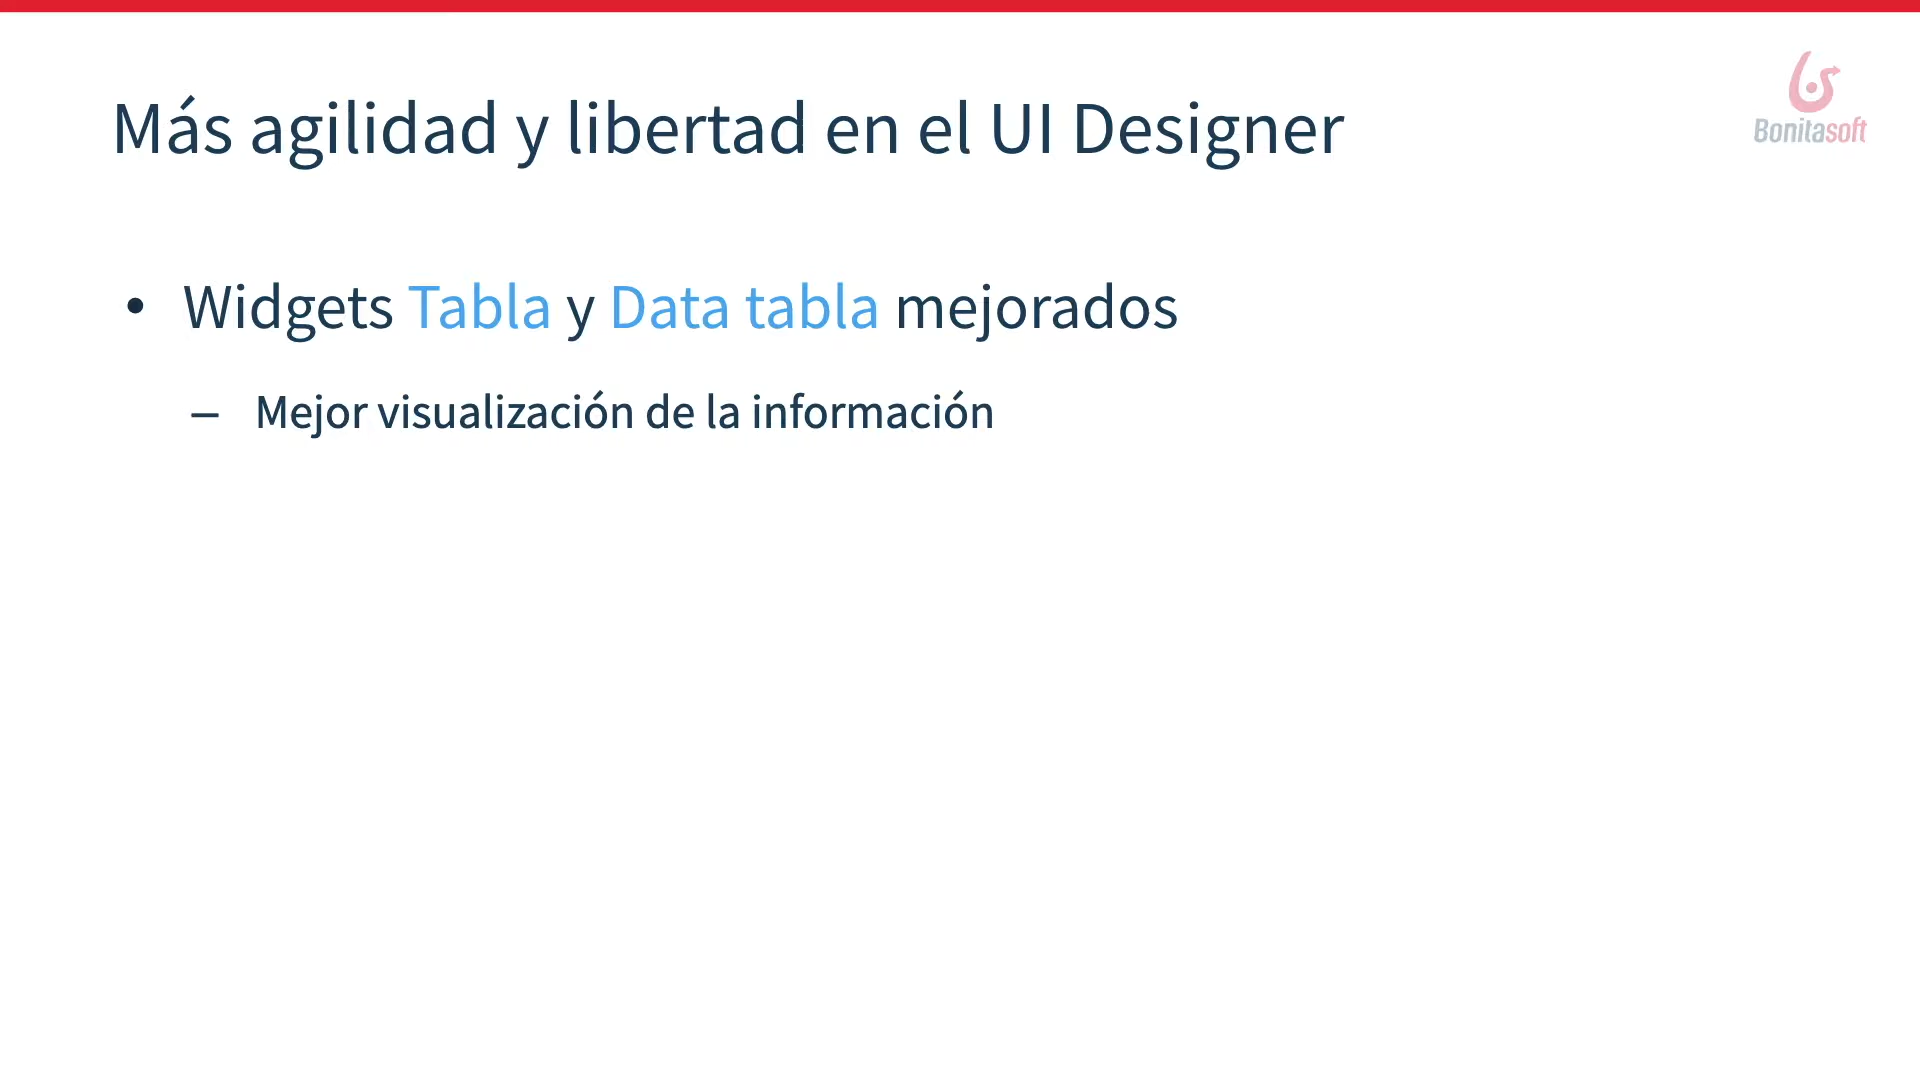 Más agilidad y libertad en el UI Designer
Bonitasoft
• Widgets Tabla y Data tabla mejorados
– Mejor visualización de la información